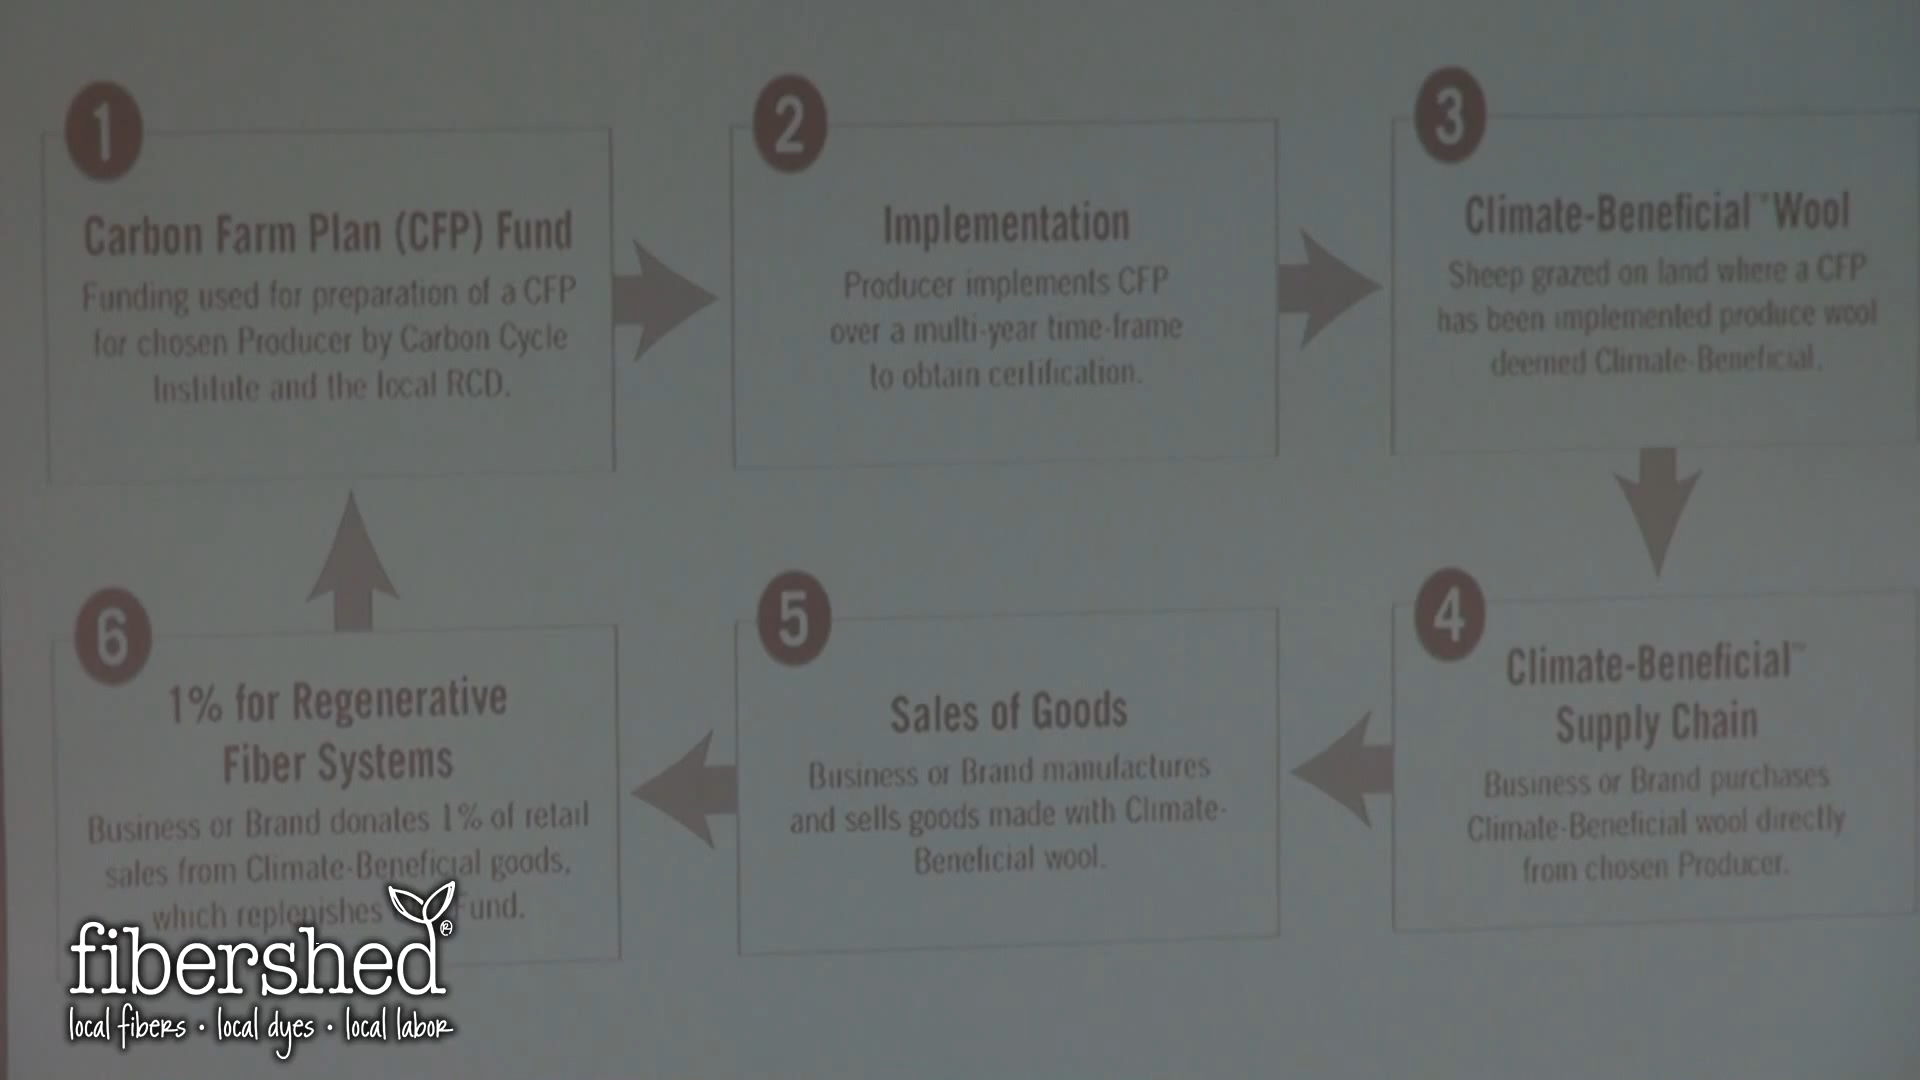 1
Carbon Farm Plan (CFP) Fund
Funding used for preparation of a CFP
for chosen Producer by Carbon Cycle
Institute and the local RCD.
2
Implementation
Producer implements CFP
over a multi-year time-frame
to obtain certification.
3
Climate-Beneficial™ Wool
Sheep grazed on land where a CFP
has been implemented produce wool
deemed Climate-Beneficial.
4
Climate-Beneficial™
Supply Chain
Business or Brand purchases
Climate-Beneficial wool directly
from chosen Producer.
5
Sales of Goods
Business or Brand manufactures
and sells goods made with Climate-
Beneficial wool.
6
1% for Regenerative
Fiber Systems
Business or Brand donates 1% of retail
sales from Climate-Beneficial goods,
which replenishes Fund.
fibershed®
local fibers • local dyes • local labor